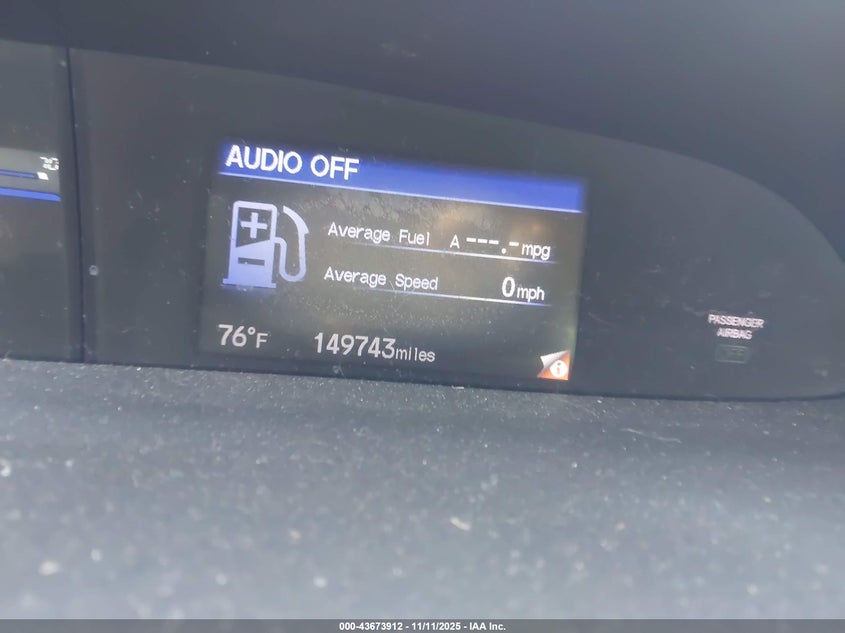 AUDIO OFF
Average Fuel A ---.- mpg
Average Speed 0 mph
76°F 149743 miles
PASSENGER
AIRBAG
000-43673912 - 11/11/2025 - IAA Inc.